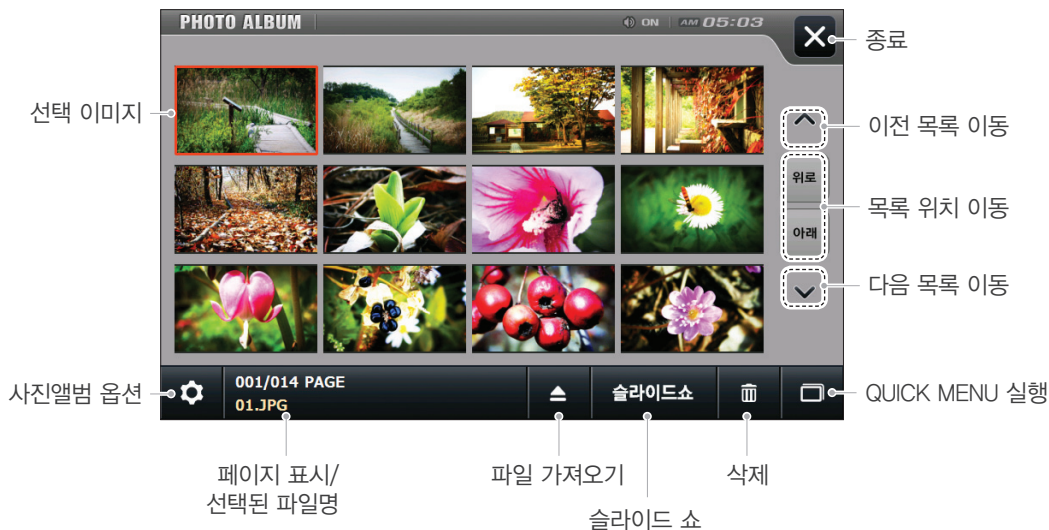 PHOTO ALBUM
ON AM 05:03
종료
선택 이미지
이전 목록 이동
위로
목록 위치 이동
아래
다음 목록 이동
사진앨범 옵션
001/014 PAGE
01.JPG
슬라이드쇼
QUICK MENU 실행
페이지 표시/
선택된 파일명
파일 가져오기
삭제
슬라이드 쇼